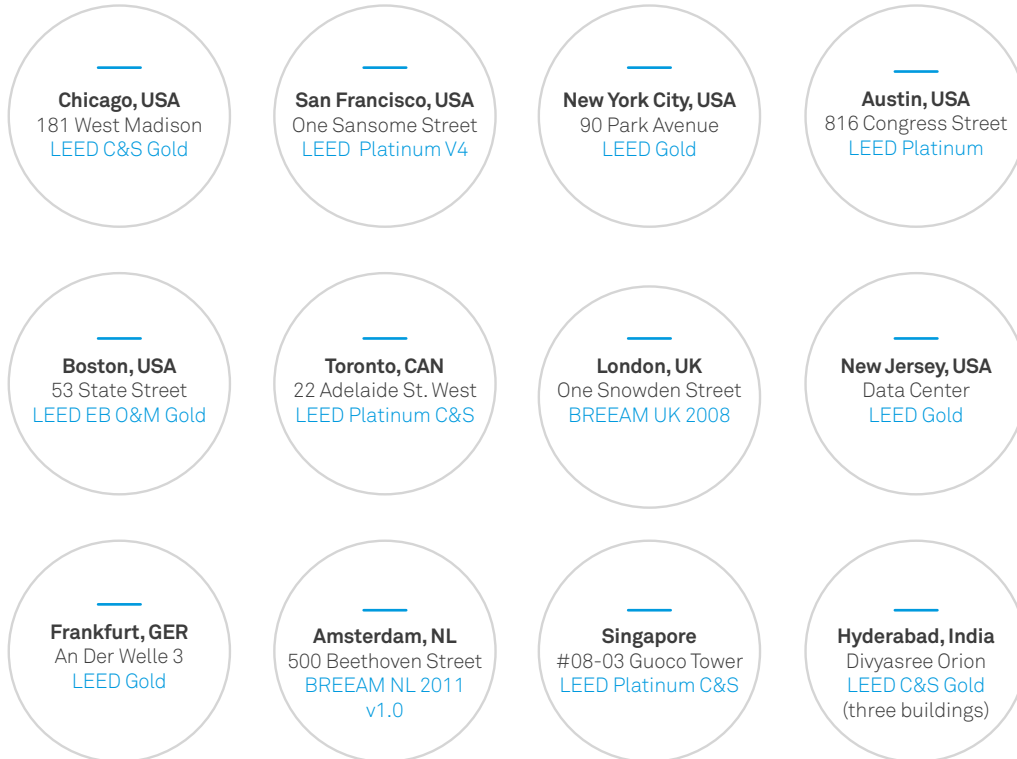 Chicago, USA
181 West Madison
LEED C&S Gold
San Francisco, USA
One Sansome Street
LEED Platinum V4
New York City, USA
90 Park Avenue
LEED Gold
Austin, USA
816 Congress Street
LEED Platinum
Boston, USA
53 State Street
LEED EB O&M Gold
Toronto, CAN
22 Adelaide St. West
LEED Platinum C&S
London, UK
One Snowden Street
BREEAM UK 2008
New Jersey, USA
Data Center
LEED Gold
Frankfurt, GER
An Der Welle 3
LEED Gold
Amsterdam, NL
500 Beethoven Street
BREEAM NL 2011
v1.0
Singapore
#08-03 Guoco Tower
LEED Platinum C&S
Hyderabad, India
Divyasree Orion
LEED C&S Gold
(three buildings)